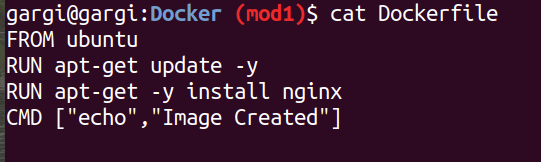 gargi@gargi:Docker (mod1)$ cat Dockerfile
FROM ubuntu
RUN apt-get update -y
RUN apt-get -y install nginx
CMD ["echo","Image Created"]